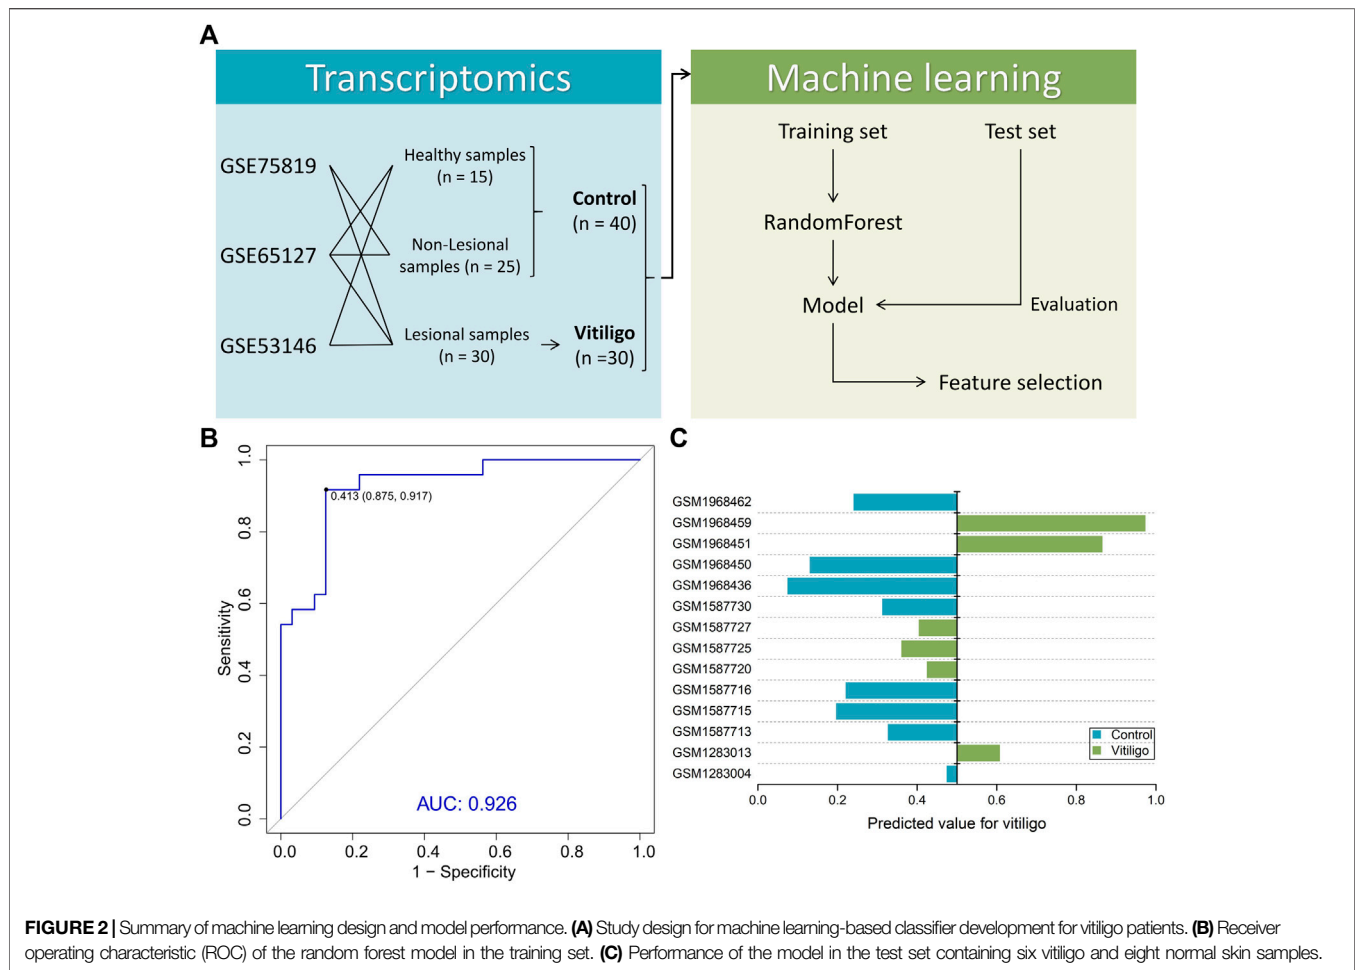 A
Transcriptomics
GSE75819
GSE65127
GSE53146
Healthy samples
(n = 15)
Non-Lesional
samples (n = 25)
Lesional samples
(n = 30)
Control
(n = 40)
Vitiligo
(n =30)
Machine learning
Training set
Test set
RandomForest
Model
Evaluation
Feature selection
B
Sensitivity
1.0
0.8
0.6
0.4
0.2
0.0
0.413 (0.875, 0.917)
AUC: 0.926
0.0 0.2 0.4 0.6 0.8 1.0
1 − Specificity
C
GSM1968462
GSM1968459
GSM1968451
GSM1968450
GSM1968436
GSM1587730
GSM1587727
GSM1587725
GSM1587720
GSM1587716
GSM1587715
GSM1587713
GSM1283013
GSM1283004
Control
Vitiligo
0.0 0.2 0.4 0.6 0.8 1.0
Predicted value for vitiligo
FIGURE 2 | Summary of machine learning design and model performance. (A) Study design for machine learning-based classifier development for vitiligo patients. (B) Receiver
operating characteristic (ROC) of the random forest model in the training set. (C) Performance of the model in the test set containing six vitiligo and eight normal skin samples.